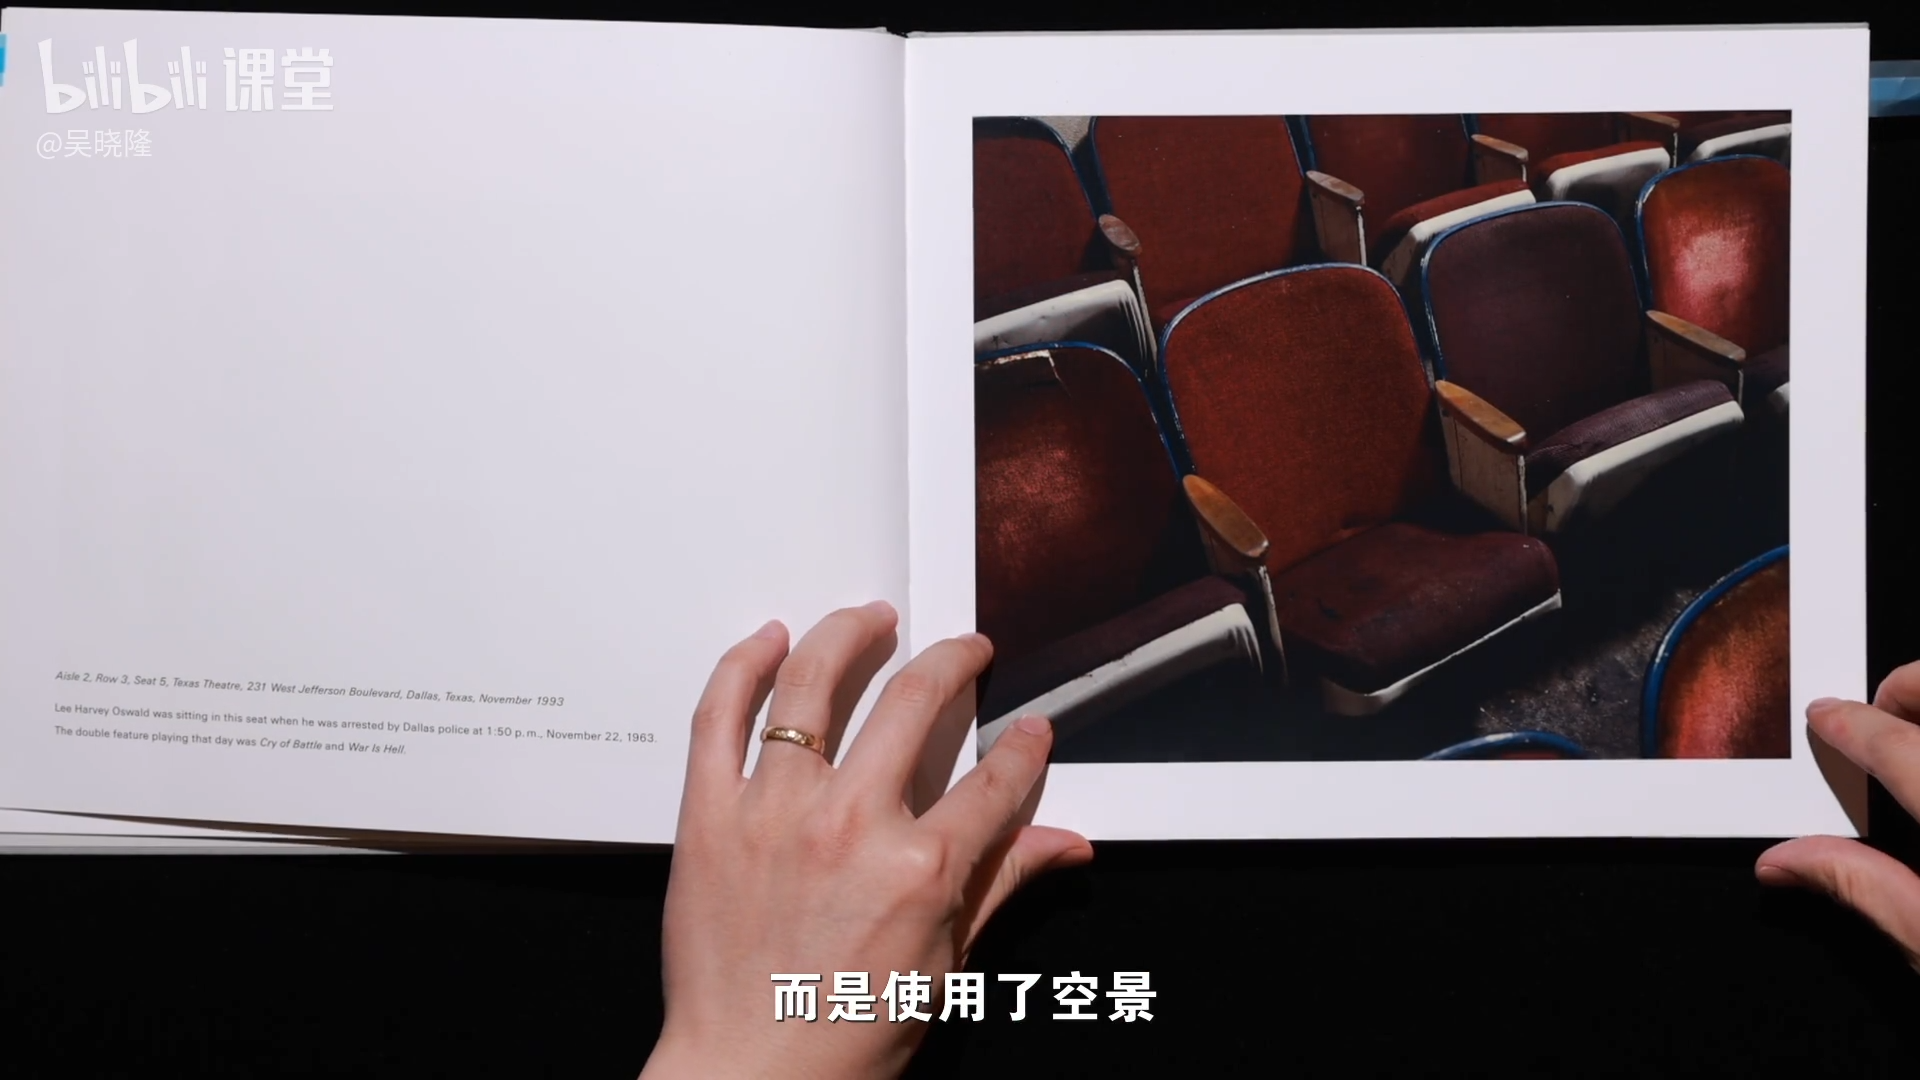 bilibili 课堂
@吴晓隆
Aisle 2, Row 3, Seat 5, Texas Theatre, 231 West Jefferson Boulevard, Dallas, Texas, November 1993
Lee Harvey Oswald was sitting in this seat when he was arrested by Dallas police at 1:50 p.m., November 22, 1963.
The double feature playing that day was Cry of Battle and War Is Hell.
而是使用了空景